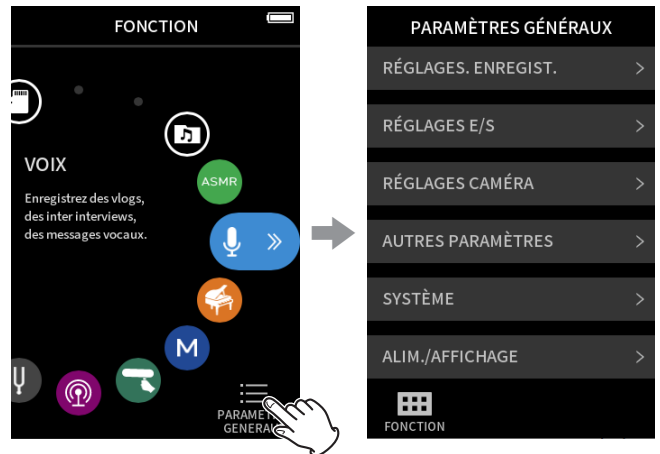 FONCTION
VOIX
Enregistrez des vlogs,
des inter interviews,
des messages vocaux.
ASMR
M
GENERA
PARAMÈTRES GÉNÉRAUX
RÉGLAGES. ENREGIST.
RÉGLAGES E/S
RÉGLAGES CAMÉRA
AUTRES PARAMÈTRES
SYSTÈME
ALIM./AFFICHAGE
FONCTION